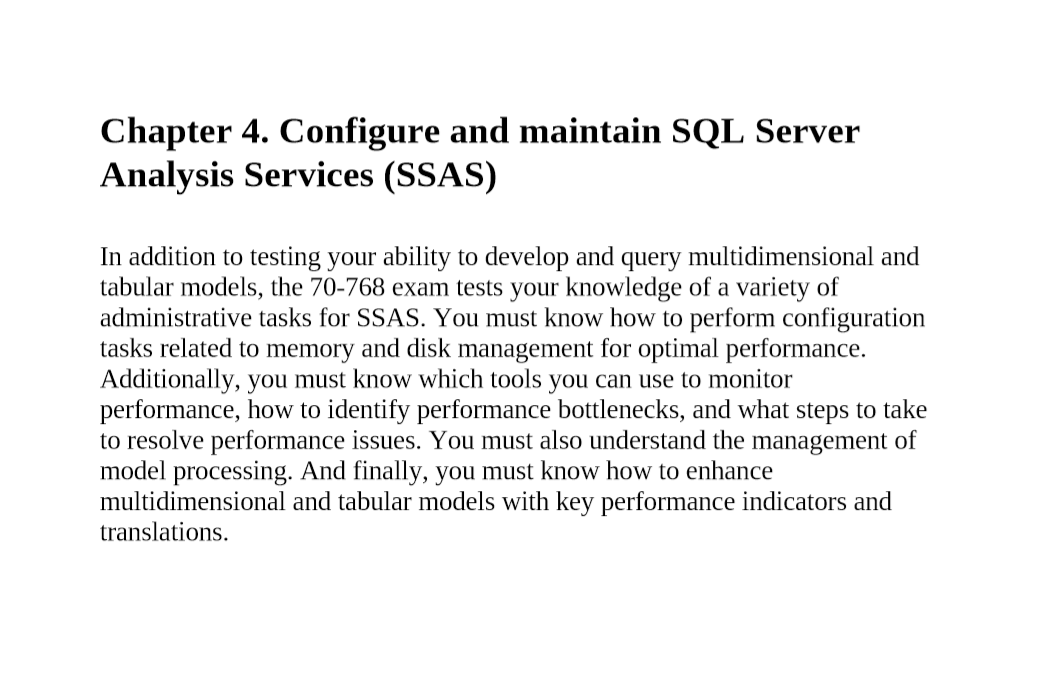 Chapter 4. Configure and maintain SQL Server
Analysis Services (SSAS)
In addition to testing your ability to develop and query multidimensional and
tabular models, the 70-768 exam tests your knowledge of a variety of
administrative tasks for SSAS. You must know how to perform configuration
tasks related to memory and disk management for optimal performance.
Additionally, you must know which tools you can use to monitor
performance, how to identify performance bottlenecks, and what steps to take
to resolve performance issues. You must also understand the management of
model processing. And finally, you must know how to enhance
multidimensional and tabular models with key performance indicators and
translations.